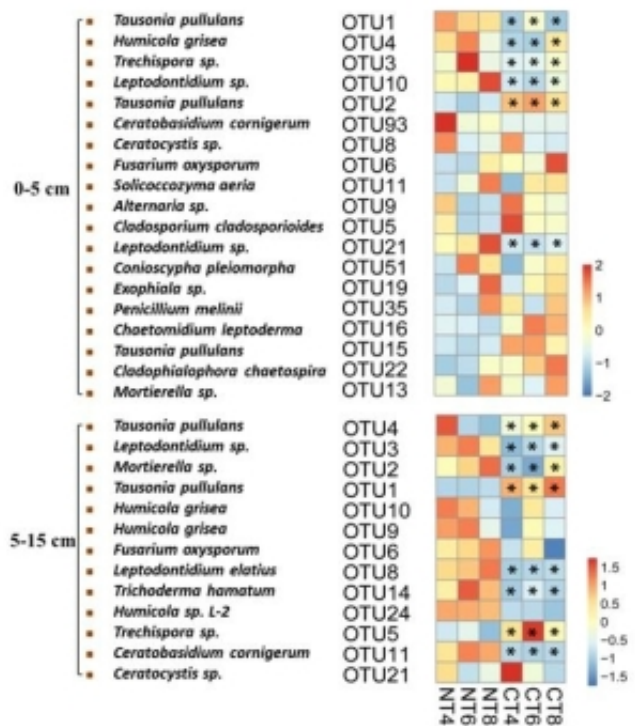 0-5 cm
Tausonia pullulans OTU1 * * *
Humicola grisea OTU4 * * *
Trechispora sp. OTU3 * * *
Leptodontidium sp. OTU10 * * *
Tausonia pullulans OTU2 * * *
Ceratobasidium cornigerum OTU93
Ceratocystis sp. OTU8
Fusarium oxysporum OTU6
Solicoccozyma aeria OTU11
Alternaria sp. OTU9
Cladosporium cladosporioides OTU5
Leptodontidium sp. OTU21 * * *
Conioscypha pleiomorpha OTU51
Exophiala sp. OTU19
Penicillium melinii OTU35
Chaetomidium leptoderma OTU16
Tausonia pullulans OTU15
Cladophialophora chaetospira OTU22
Mortierella sp. OTU13
2
1
0
−1
−2
5-15 cm
Tausonia pullulans OTU4 * * *
Leptodontidium sp. OTU3 * * *
Mortierella sp. OTU2 * * *
Tausonia pullulans OTU1 * * *
Humicola grisea OTU10
Humicola grisea OTU9
Fusarium oxysporum OTU6
Leptodontidium elatius OTU8 * * *
Trichoderma hamatum OTU14 * * *
Humicola sp. L-2 OTU24
Trechispora sp. OTU5 * * *
Ceratobasidium cornigerum OTU11 * * *
Ceratocystis sp. OTU21
1.5
1
0.5
0
−0.5
−1
−1.5
NT4 NT6 NT8 CT4 CT6 CT8